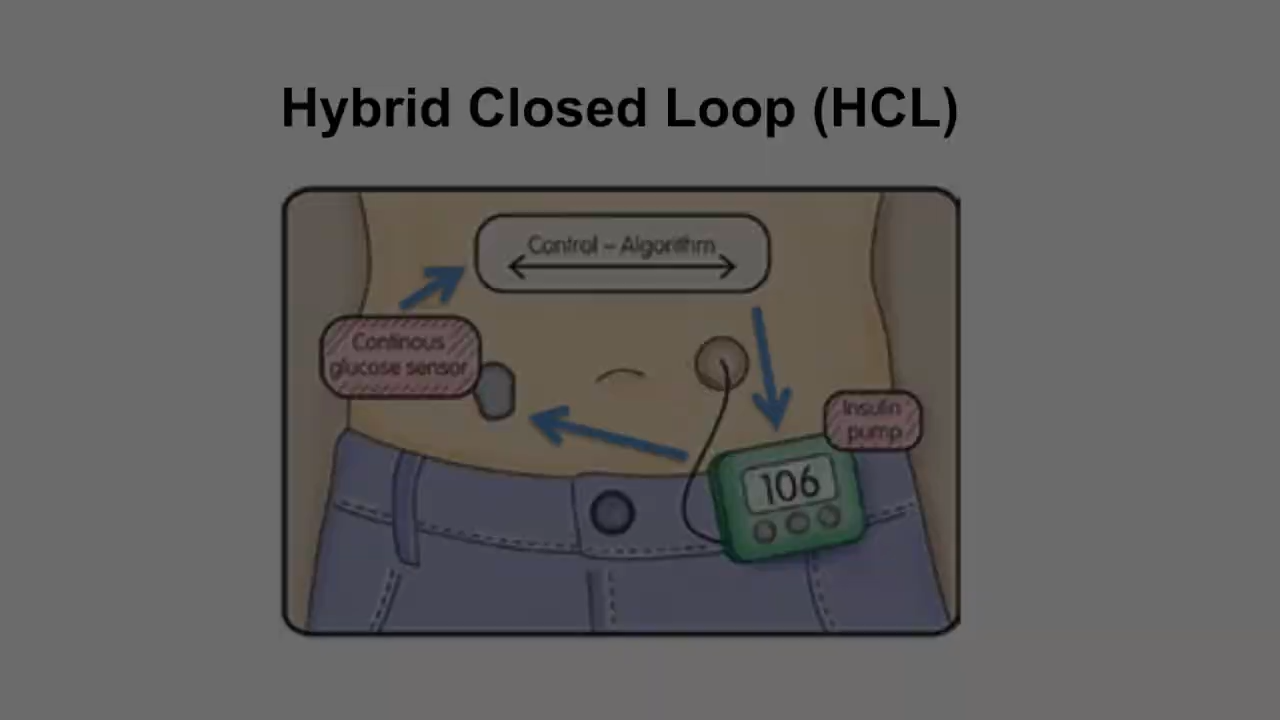 Hybrid Closed Loop (HCL)
Control – Algorithm
Continous
glucose sensor
Insulin
pump
106